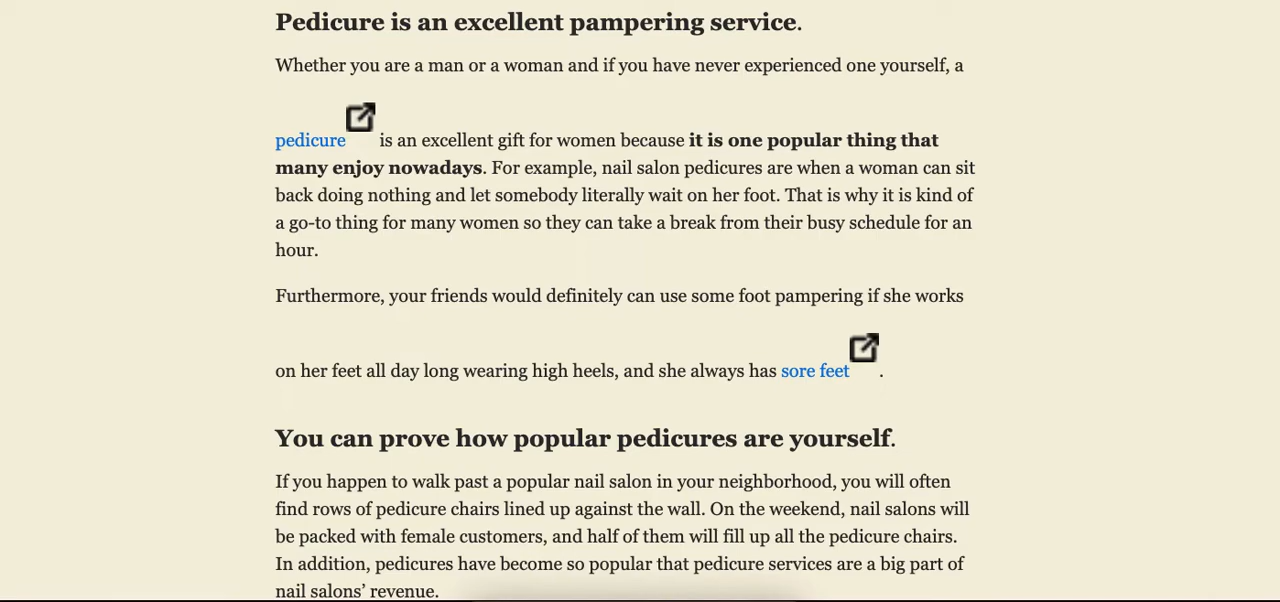 Pedicure is an excellent pampering service.
Whether you are a man or a woman and if you have never experienced one yourself, a
pedicure is an excellent gift for women because it is one popular thing that
many enjoy nowadays. For example, nail salon pedicures are when a woman can sit
back doing nothing and let somebody literally wait on her foot. That is why it is kind of
a go-to thing for many women so they can take a break from their busy schedule for an
hour.
Furthermore, your friends would definitely can use some foot pampering if she works
on her feet all day long wearing high heels, and she always has sore feet.
You can prove how popular pedicures are yourself.
If you happen to walk past a popular nail salon in your neighborhood, you will often
find rows of pedicure chairs lined up against the wall. On the weekend, nail salons will
be packed with female customers, and half of them will fill up all the pedicure chairs.
In addition, pedicures have become so popular that pedicure services are a big part of
nail salons’ revenue.